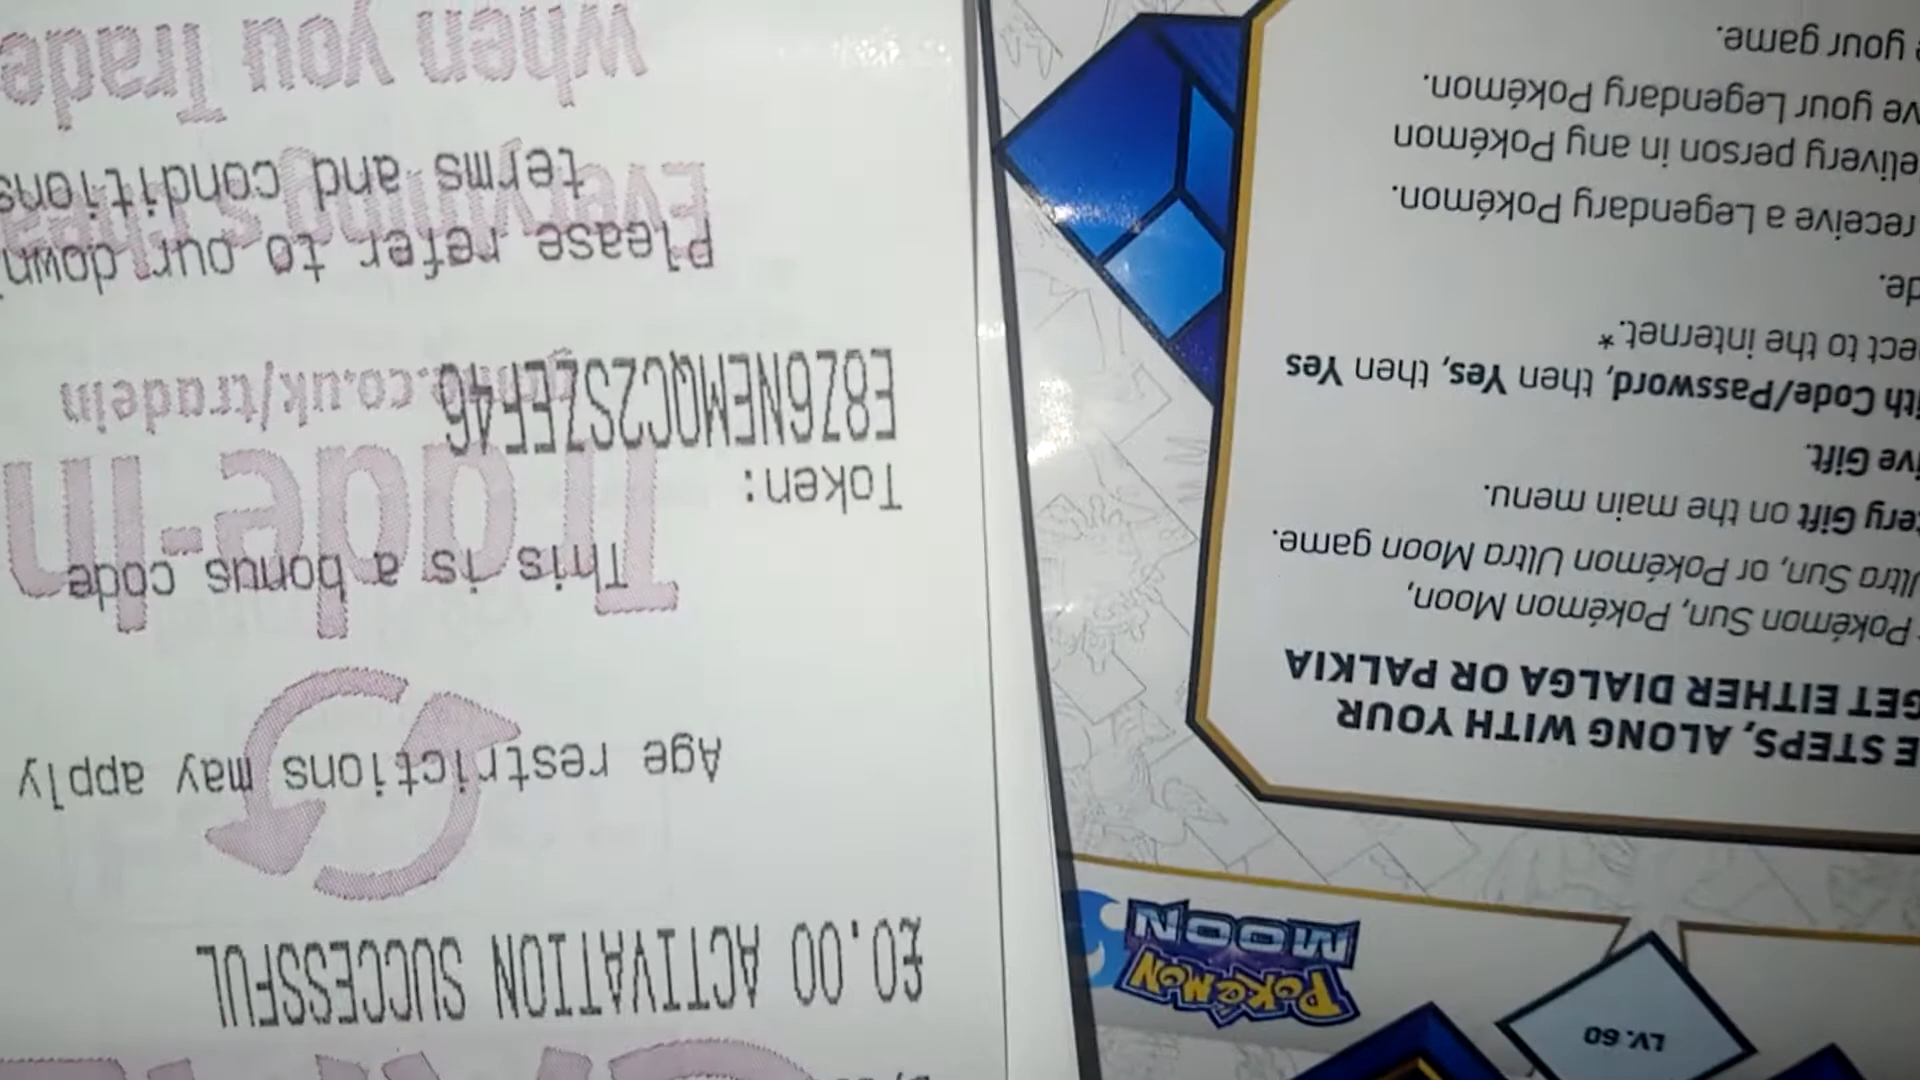 LV. 60
POKÉMON
MOON
E STEPS, ALONG WITH YOUR
GET EITHER DIALGA OR PALKIA
Pokémon Sun, Pokémon Moon,
Ultra Sun, or Pokémon Ultra Moon game.
tery Gift on the main menu.
ive Gift.
ith Code/Password, then Yes, then Yes
ect to the internet.*
de.
receive a Legendary Pokémon.
elivery person in any Pokémon
ve your Legendary Pokémon.
e your game.
£0.00 ACTIVATION SUCCESSFUL
Age restrictions may apply
This is a bonus code
Trade-in
Token:
E8Z6NEMQC2SZEF46
.co.uk/tradein
Please refer to our down
terms and conditions
when you Trade